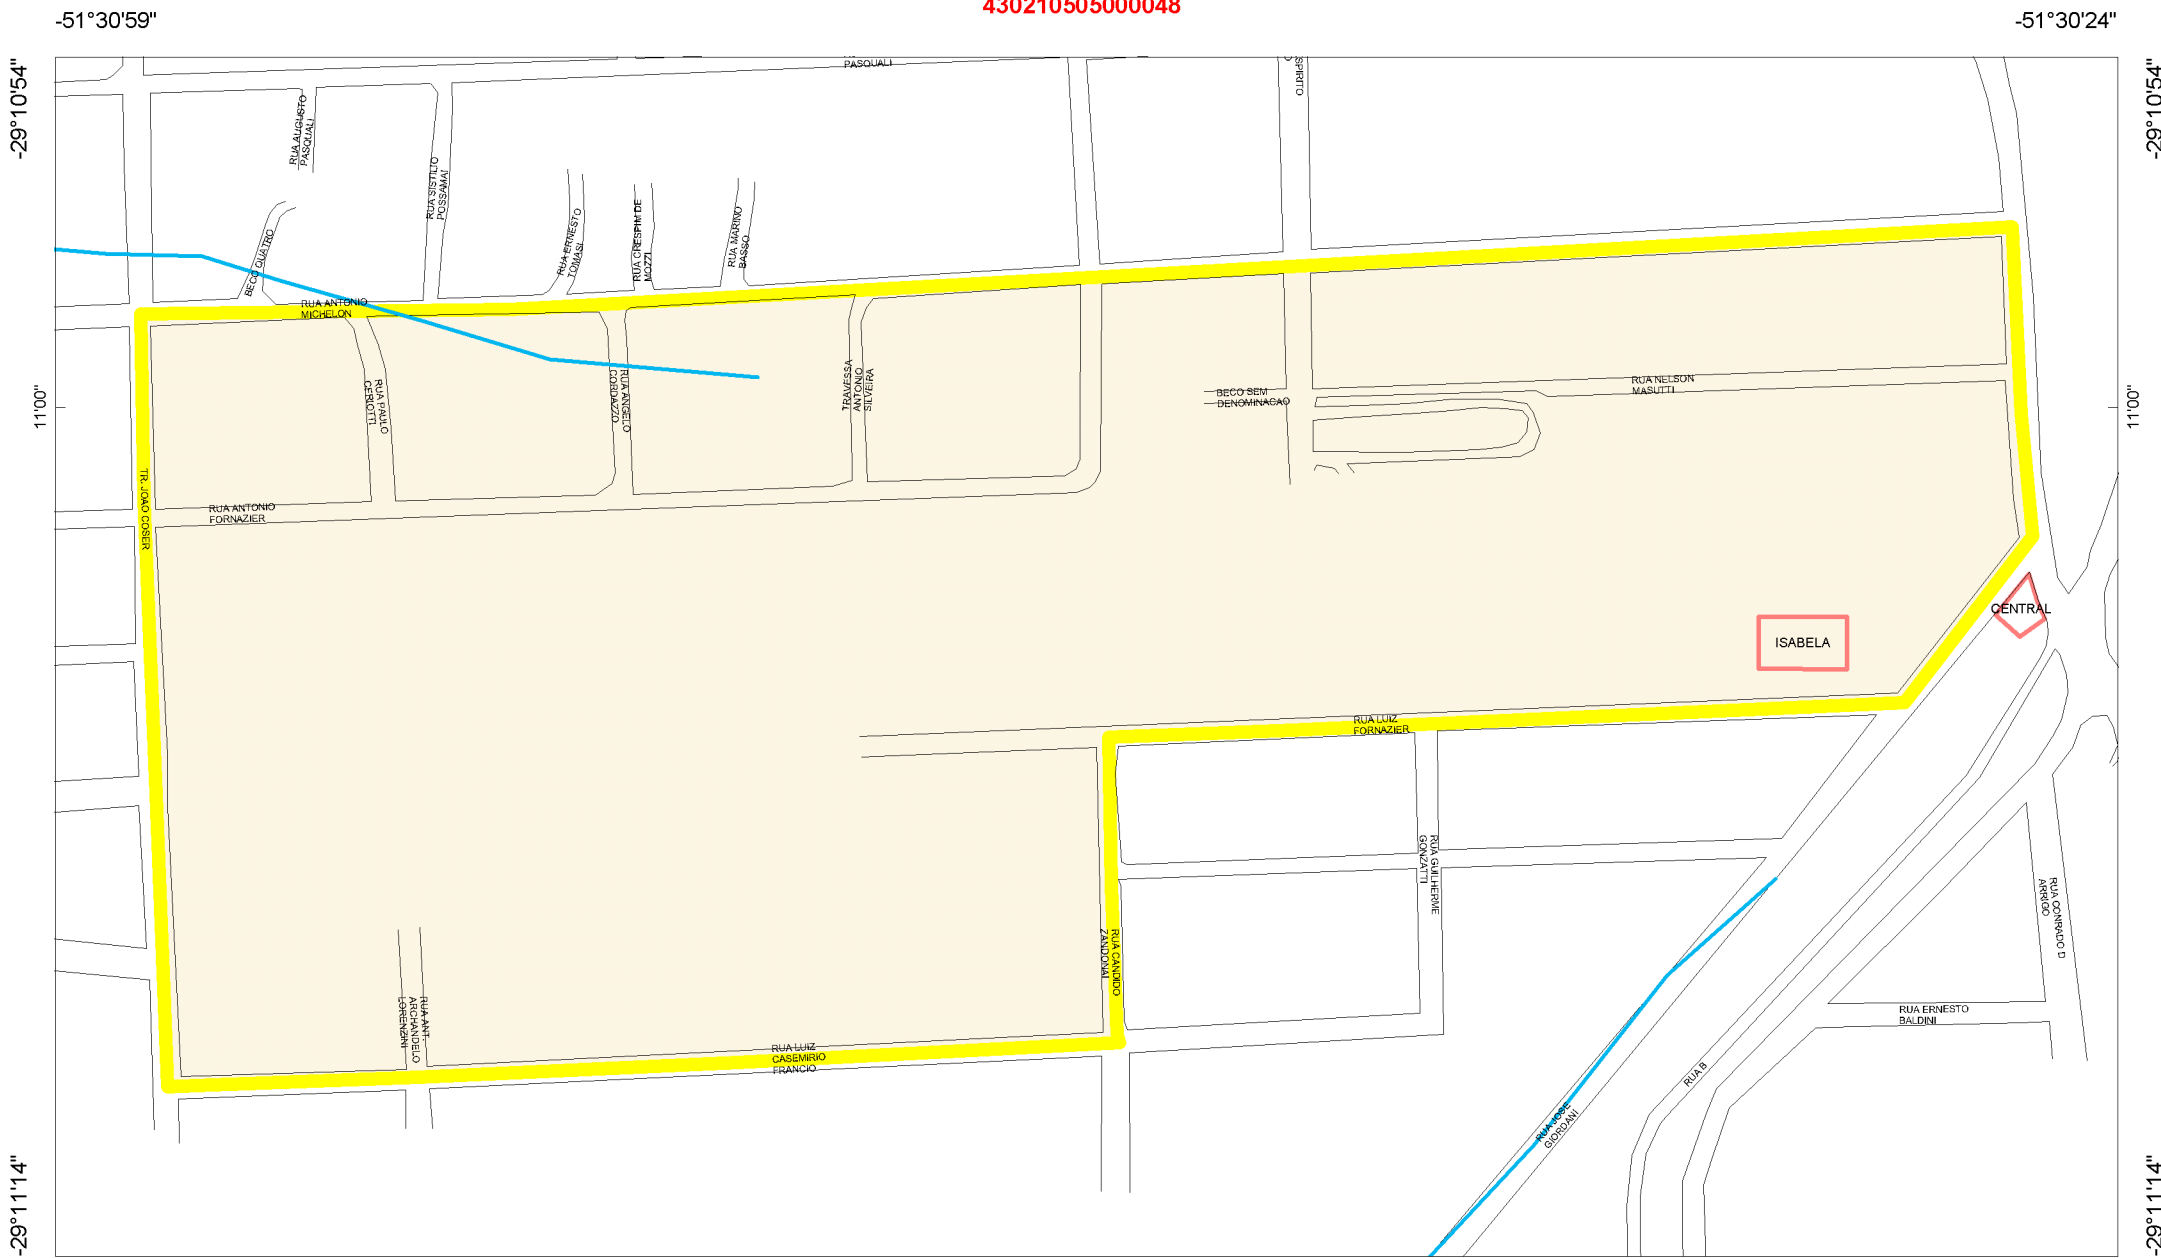 430210505000048
-51°30'59"
-51°30'24"
-29°10'54"
-29°10'54"
PASQUALI
SPIRITO
RUA AUGUSTO
PASQUALI
RUA SISTILIO
POSSAMAI
BECO QUATRO
RUA ERNESTO
TOMASI
RUA CRESPIM DE
MOZZI
RUA MARINO
BASSO
RUA ANTONIO
MICHELON
RUA PAULO
CERIOTTI
RUA ANGELO
CORDAZZO
TRAVESSA
ANTONIO
SILVEIRA
BECO SEM
DENOMINACAO
RUA NELSON
MASUTTI
11'00"
11'00"
TR. JOAO COSER
RUA ANTONIO
FORNAZIER
CENTRAL
ISABELA
RUA LUIZ
FORNAZIER
RUA GUILHERME
GONZATTI
RUA CONRADO D
ARRIGO
RUA CANDIDO
ZANDONAI
RUA ANT.
ARCHANDELO
LORENZINI
RUA LUIZ
CASEMIRIO
FRANCIO
RUA ERNESTO
BALDINI
RUA B
RUA JOSE
GIORDANI
-29°11'14"
-29°11'14"